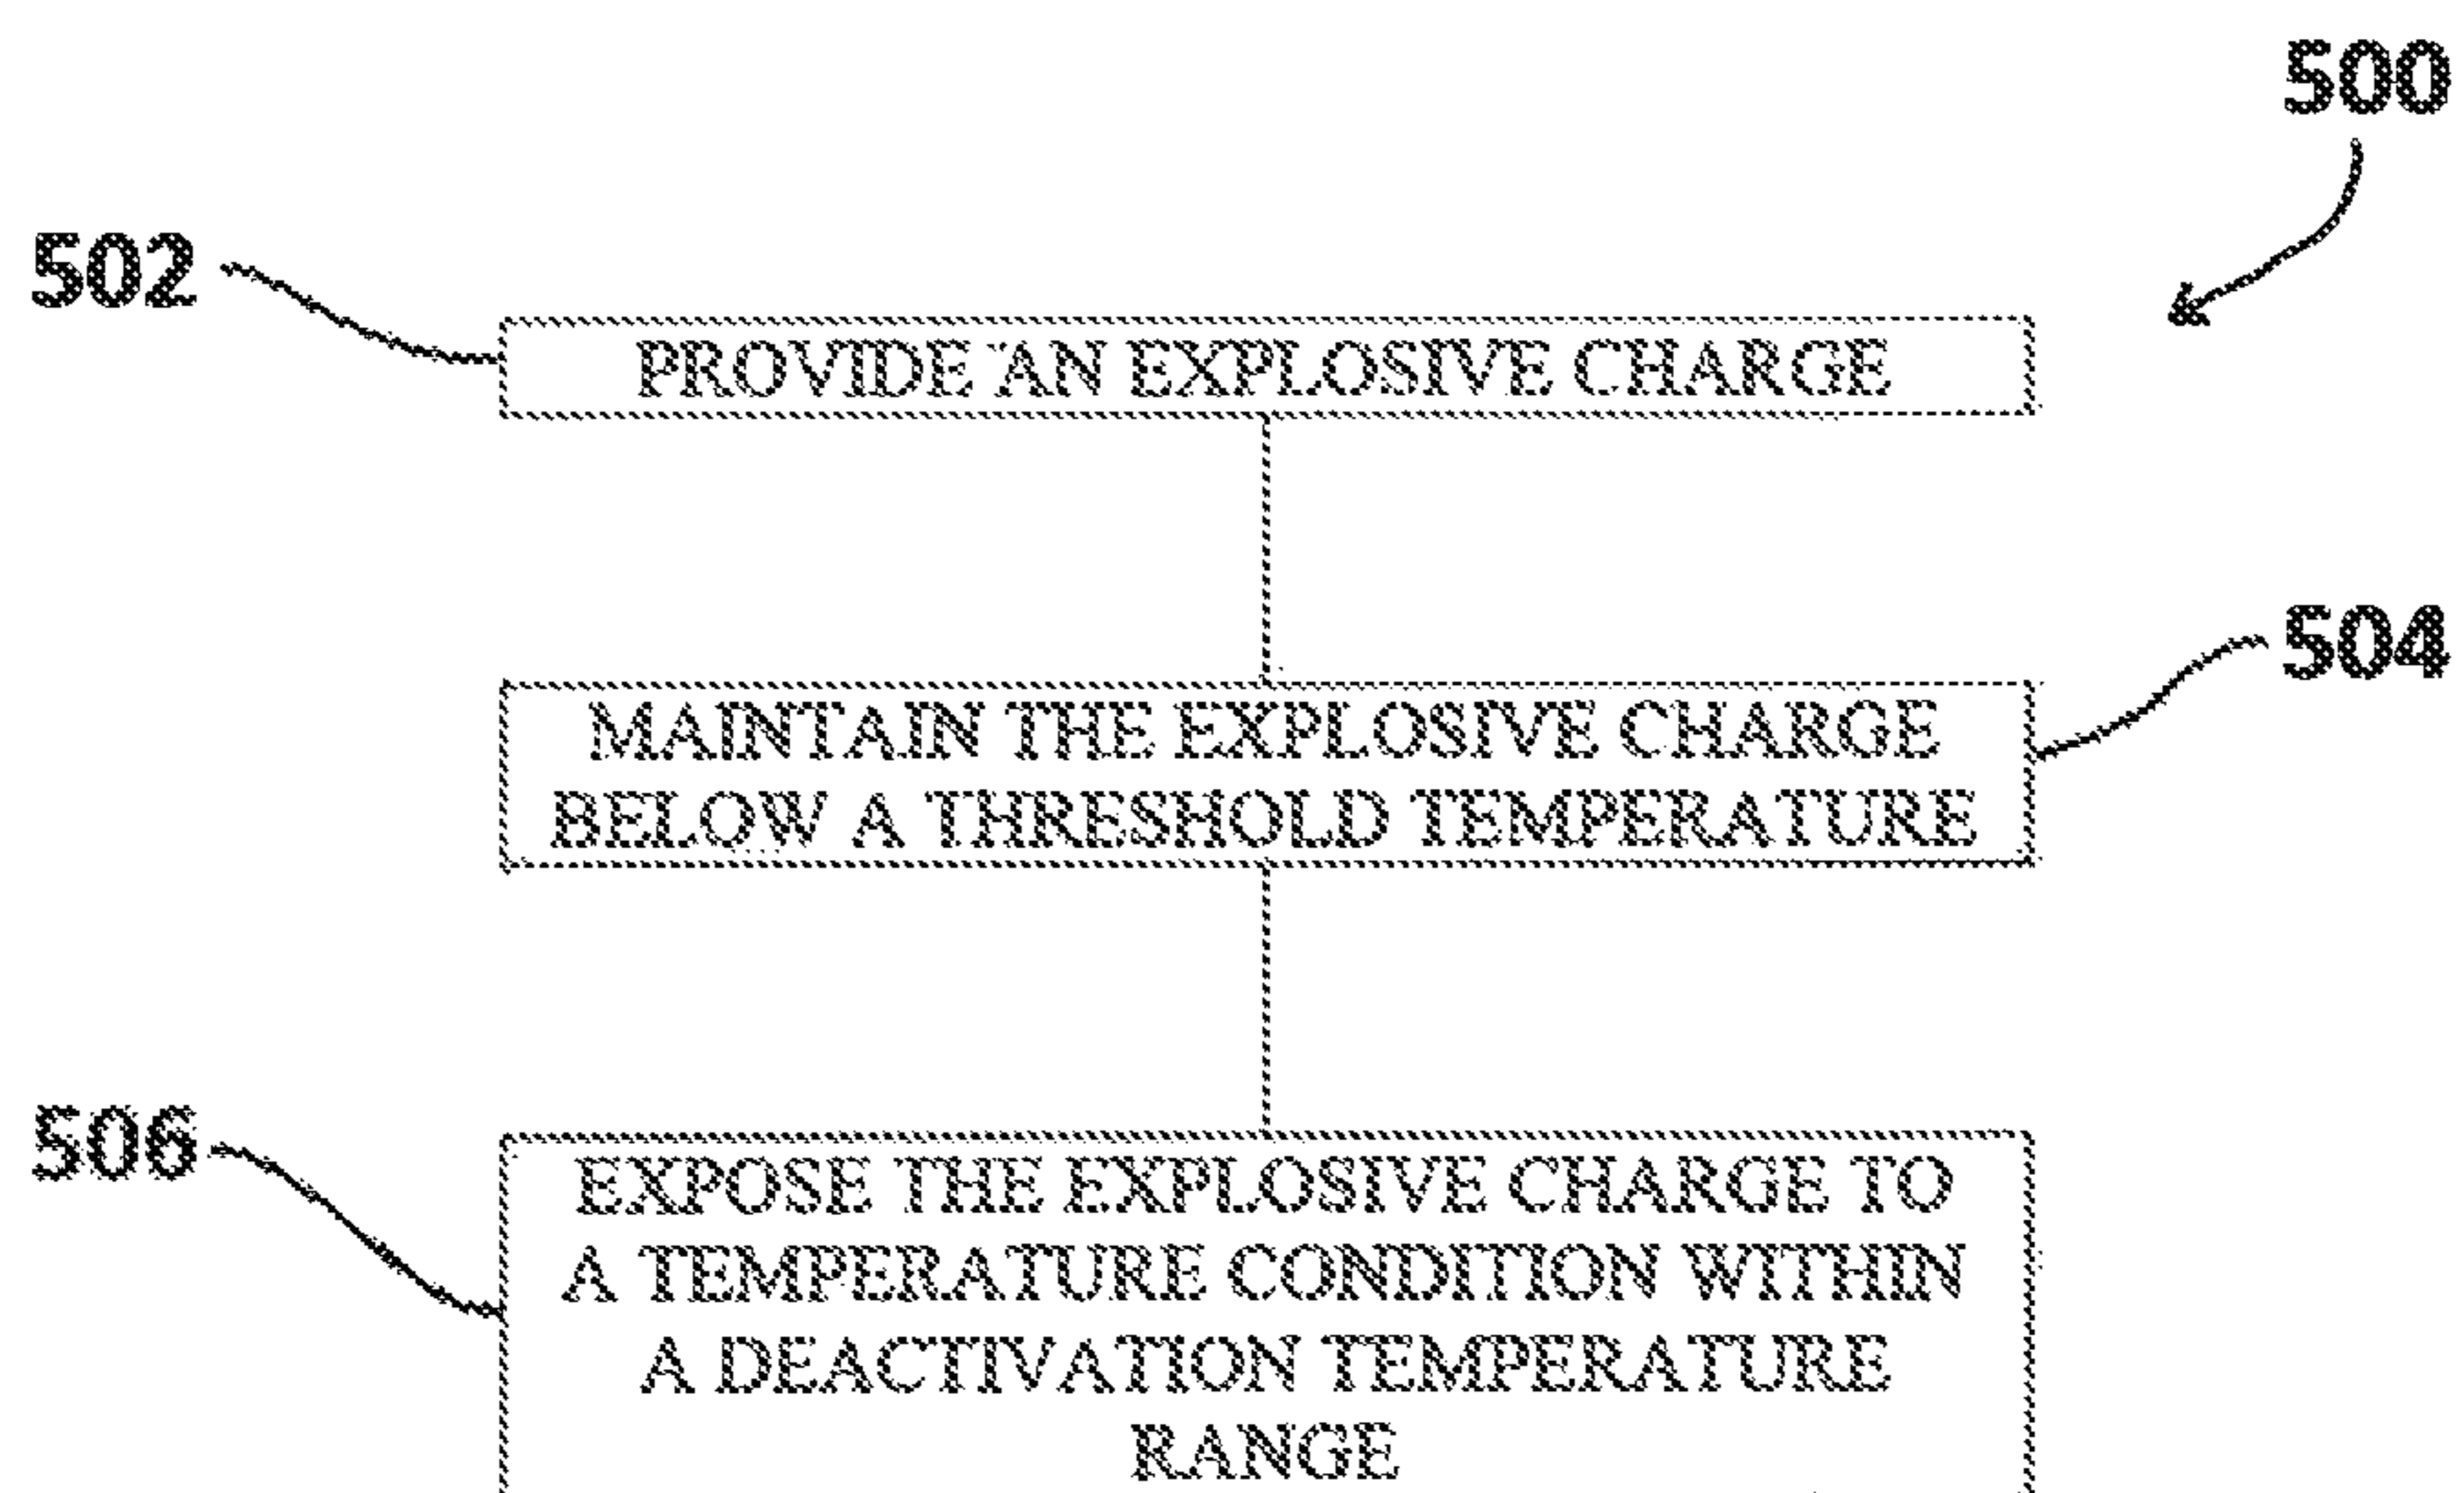 500
502
PROVIDE AN EXPLOSIVE CHARGE
504
MAINTAIN THE EXPLOSIVE CHARGE
BELOW A THRESHOLD TEMPERATURE
506
EXPOSE THE EXPLOSIVE CHARGE TO
A TEMPERATURE CONDITION WITHIN
A DEACTIVATION TEMPERATURE
RANGE